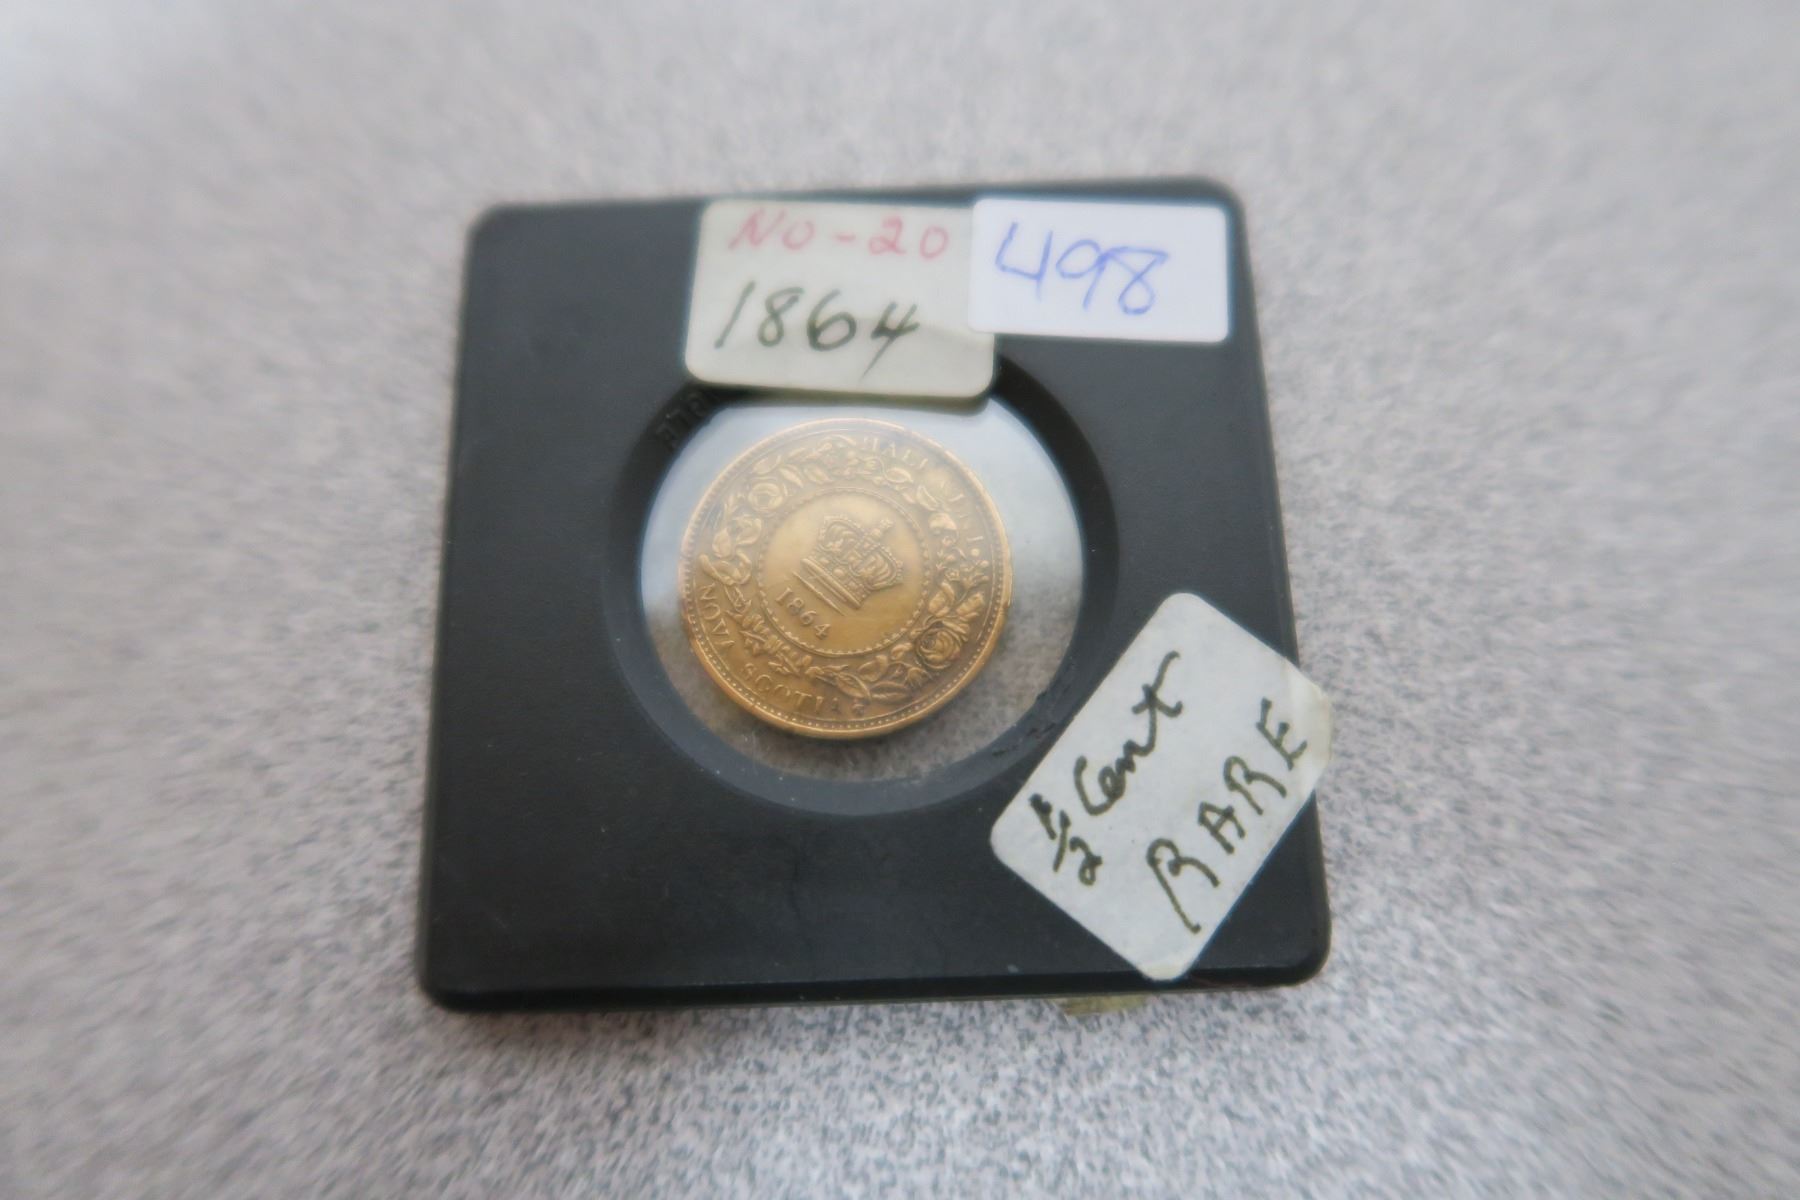 NO-20
1864
498
HALF CENT.
1864
NOVA SCOTIA
1/2 Cent
RARE